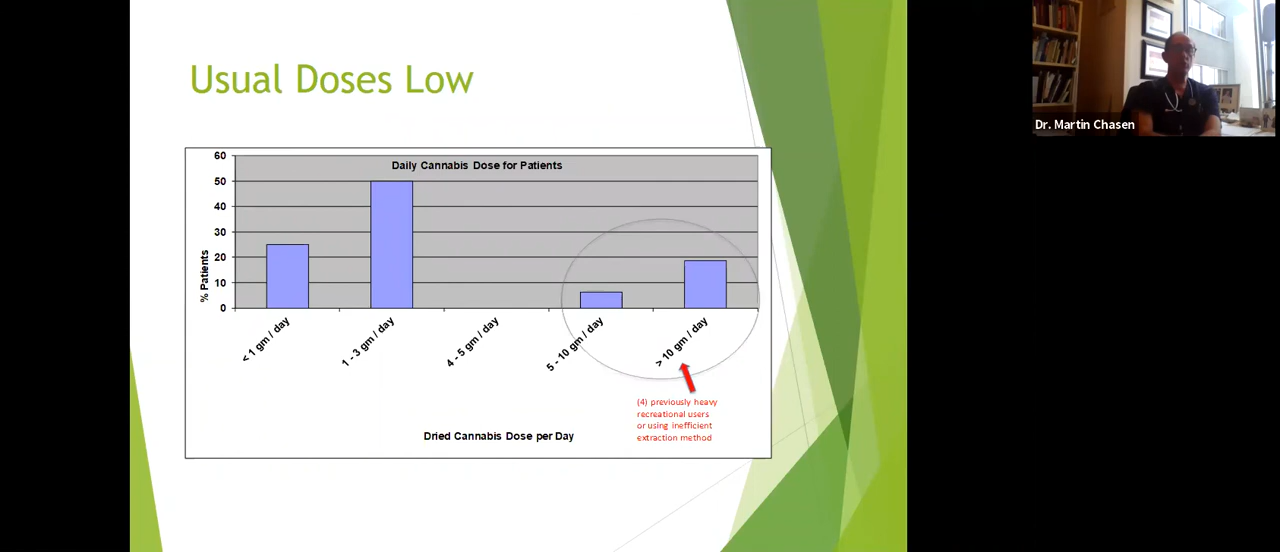 Usual Doses Low
Dr. Martin Chasen
Daily Cannabis Dose for Patients
% Patients
60
50
40
30
20
10
0
< 1 gm / day
1 - 3 gm / day
4 - 5 gm / day
5 - 10 gm / day
> 10 gm / day
(4) previously heavy
recreational users
or using inefficient
extraction method
Dried Cannabis Dose per Day